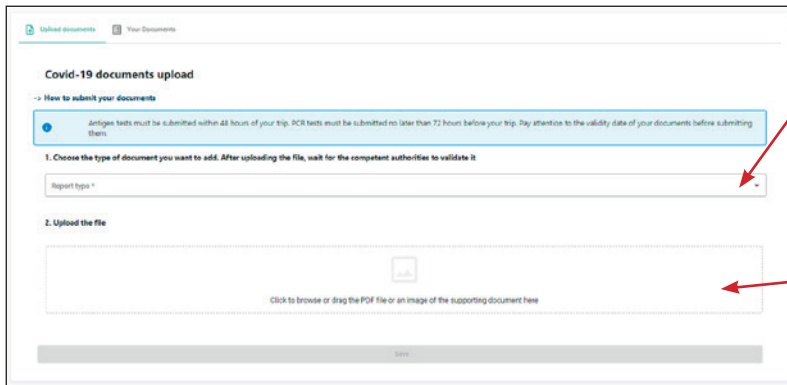 Upload documents
Your Documents
Covid-19 documents upload
-> How to submit your documents
Antigen tests must be submitted within 48 hours of your trip. PCR tests must be submitted no later than 72 hours before your trip. Pay attention to the validity date of your documents before submitting
them.
1. Choose the type of document you want to add. After uploading the file, wait for the competent authorities to validate it
Report type *
2. Upload the file
Click to browse or drag the PDF file or an image of the supporting document here
Save